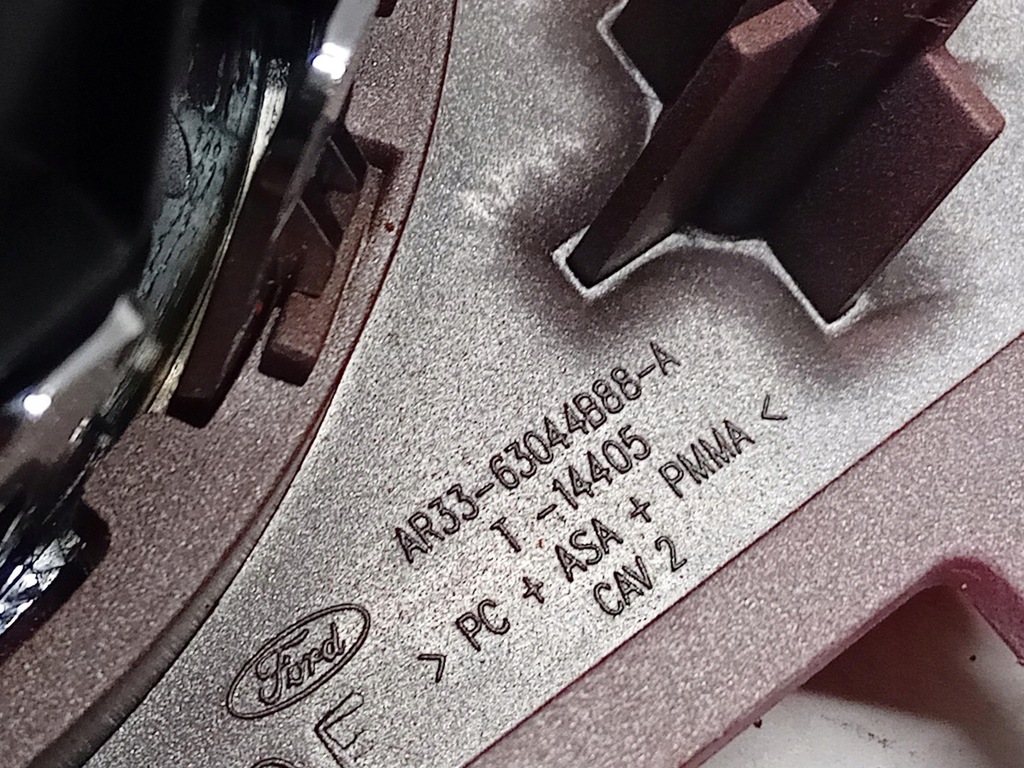 AR33-63044B88-A
T -14405
> PC + ASA + PMMA <
CAV 2
Ford